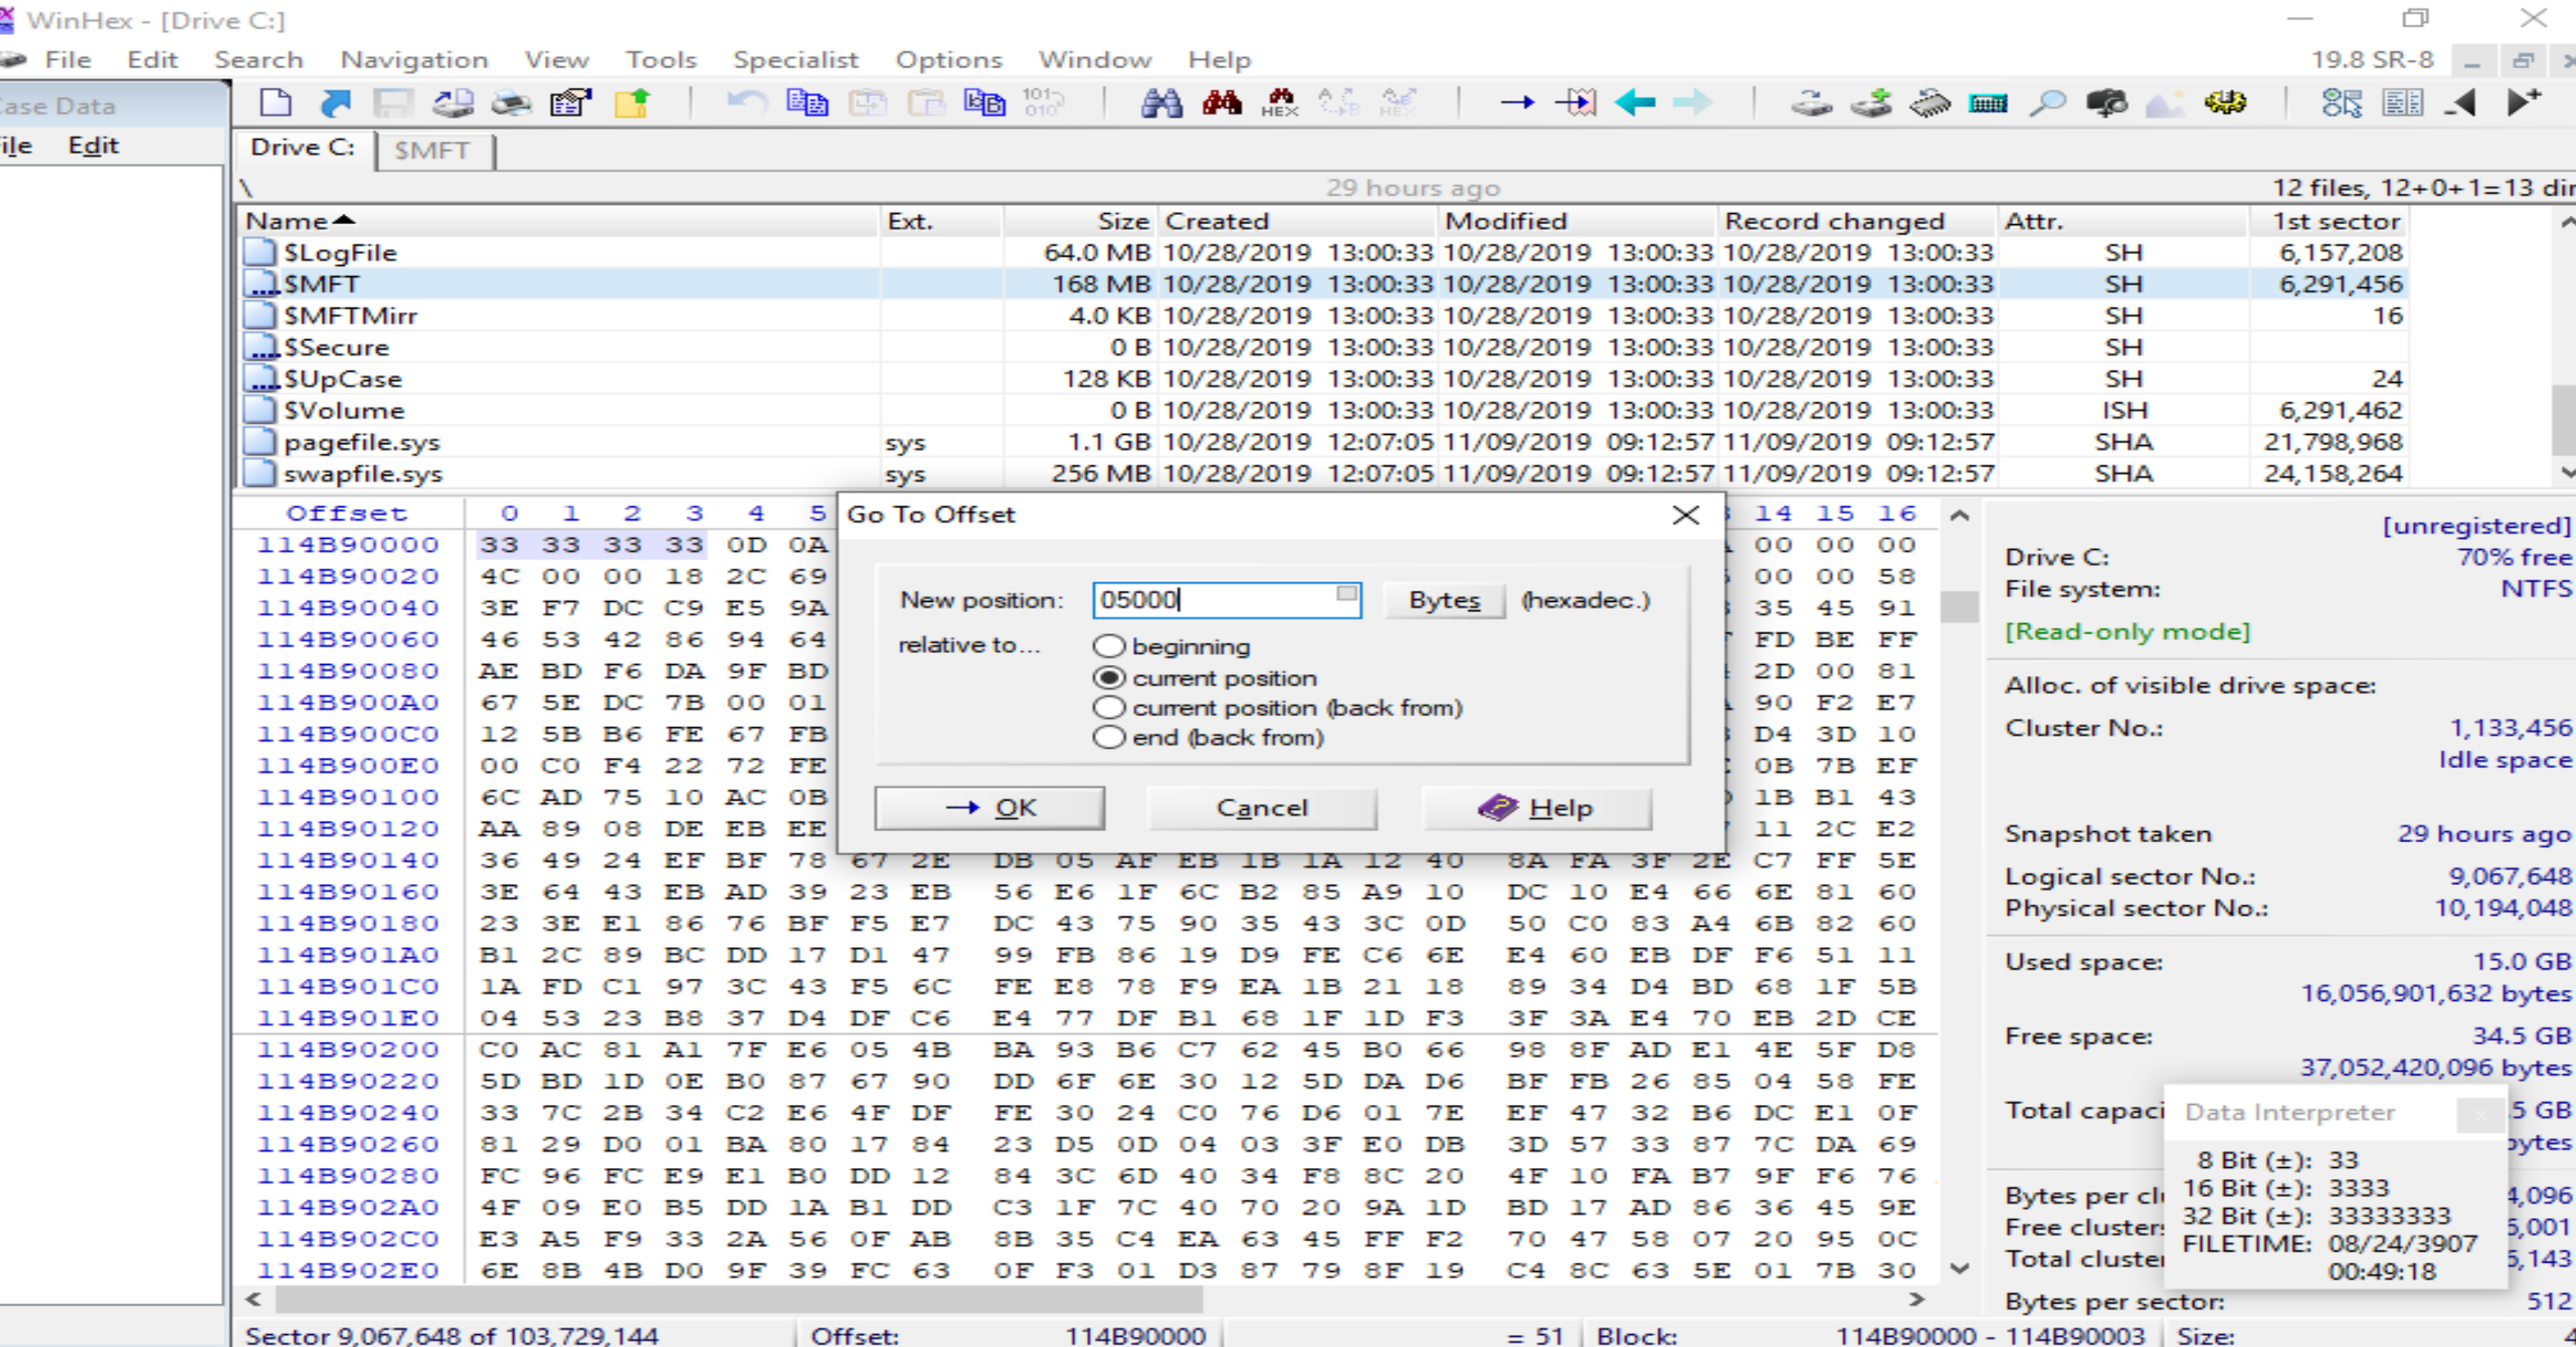 WinHex - [Drive C:]
File Edit Search Navigation View Tools Specialist Options Window Help 19.8 SR-8
ase Data
ile Edit
Drive C: $MFT
\ 29 hours ago 12 files, 12+0+1=13 dir
Name Ext. Size Created Modified Record changed Attr. 1st sector
$LogFile 64.0 MB 10/28/2019 13:00:33 10/28/2019 13:00:33 10/28/2019 13:00:33 SH 6,157,208
$MFT 168 MB 10/28/2019 13:00:33 10/28/2019 13:00:33 10/28/2019 13:00:33 SH 6,291,456
$MFTMirr 4.0 KB 10/28/2019 13:00:33 10/28/2019 13:00:33 10/28/2019 13:00:33 SH 16
$Secure 0 B 10/28/2019 13:00:33 10/28/2019 13:00:33 10/28/2019 13:00:33 SH
$UpCase 128 KB 10/28/2019 13:00:33 10/28/2019 13:00:33 10/28/2019 13:00:33 SH 24
$Volume 0 B 10/28/2019 13:00:33 10/28/2019 13:00:33 10/28/2019 13:00:33 ISH 6,291,462
pagefile.sys sys 1.1 GB 10/28/2019 12:07:05 11/09/2019 09:12:57 11/09/2019 09:12:57 SHA 21,798,968
swapfile.sys sys 256 MB 10/28/2019 12:07:05 11/09/2019 09:12:57 11/09/2019 09:12:57 SHA 24,158,264
Offset 0 1 2 3 4 5 14 15 16
114B90000 33 33 33 33 0D 0A 00 00 00
114B90020 4C 00 00 18 2C 69 00 00 58
114B90040 3E F7 DC C9 E5 9A 35 45 91
114B90060 46 53 42 86 94 64 FD BE FF
114B90080 AE BD F6 DA 9F BD 2D 00 81
114B900A0 67 5E DC 7B 00 01 90 F2 E7
114B900C0 12 5B B6 FE 67 FB D4 3D 10
114B900E0 00 C0 F4 22 72 FE 0B 7B EF
114B90100 6C AD 75 10 AC 0B 1B B1 43
114B90120 AA 89 08 DE EB EE 11 2C E2
114B90140 36 49 24 EF BF 78 67 2E DB 05 AF EB 1B 1A 12 40 8A FA 3F 2E C7 FF 5E
114B90160 3E 64 43 EB AD 39 23 EB 56 E6 1F 6C B2 85 A9 10 DC 10 E4 66 6E 81 60
114B90180 23 3E E1 86 76 BF F5 E7 DC 43 75 90 35 43 3C 0D 50 C0 83 A4 6B 82 60
114B901A0 B1 2C 89 BC DD 17 D1 47 99 FB 86 19 D9 FE C6 6E E4 60 EB DF F6 51 11
114B901C0 1A FD C1 97 3C 43 F5 6C FE E8 78 F9 EA 1B 21 18 89 34 D4 BD 68 1F 5B
114B901E0 04 53 23 B8 37 D4 DF C6 E4 77 DF B1 68 1F 1D F3 3F 3A E4 70 EB 2D CE
114B90200 C0 AC 81 A1 7F E6 05 4B BA 93 B6 C7 62 45 B0 66 98 8F AD E1 4E 5F D8
114B90220 5D BD 1D 0E B0 87 67 90 DD 6F 6E 30 12 5D DA D6 BF FB 26 85 04 58 FE
114B90240 33 7C 2B 34 C2 E6 4F DF FE 30 24 C0 76 D6 01 7E EF 47 32 B6 DC E1 0F
114B90260 81 29 D0 01 BA 80 17 84 23 D5 0D 04 03 3F E0 DB 3D 57 33 87 7C DA 69
114B90280 FC 96 FC E9 E1 B0 DD 12 84 3C 6D 40 34 F8 8C 20 4F 10 FA B7 9F F6 76
114B902A0 4F 09 E0 B5 DD 1A B1 DD C3 1F 7C 40 70 20 9A 1D BD 17 AD 86 36 45 9E
114B902C0 E3 A5 F9 33 2A 56 0F AB 8B 35 C4 EA 63 45 FF F2 70 47 58 07 20 95 0C
114B902E0 6E 8B 4B D0 9F 39 FC 63 0F F3 01 D3 87 79 8F 19 C4 8C 63 5E 01 7B 30
Go To Offset
New position: 05000 Bytes (hexadec.)
relative to...
beginning
current position
current position (back from)
end (back from)
OK Cancel Help
[unregistered]
Drive C: 70% free
File system: NTFS
[Read-only mode]
Alloc. of visible drive space:
Cluster No.: 1,133,456
Idle space
Snapshot taken 29 hours ago
Logical sector No.: 9,067,648
Physical sector No.: 10,194,048
Used space: 15.0 GB
16,056,901,632 bytes
Free space: 34.5 GB
37,052,420,096 bytes
Total capaci .5 GB
bytes
Bytes per cl 4,096
Free clusters 5,001
Total cluster 5,143
Bytes per sector: 512
Data Interpreter
8 Bit (±): 33
16 Bit (±): 3333
32 Bit (±): 33333333
FILETIME: 08/24/3907
00:49:18
Sector 9,067,648 of 103,729,144 Offset: 114B90000 = 51 Block: 114B90000 - 114B90003 Size: 4